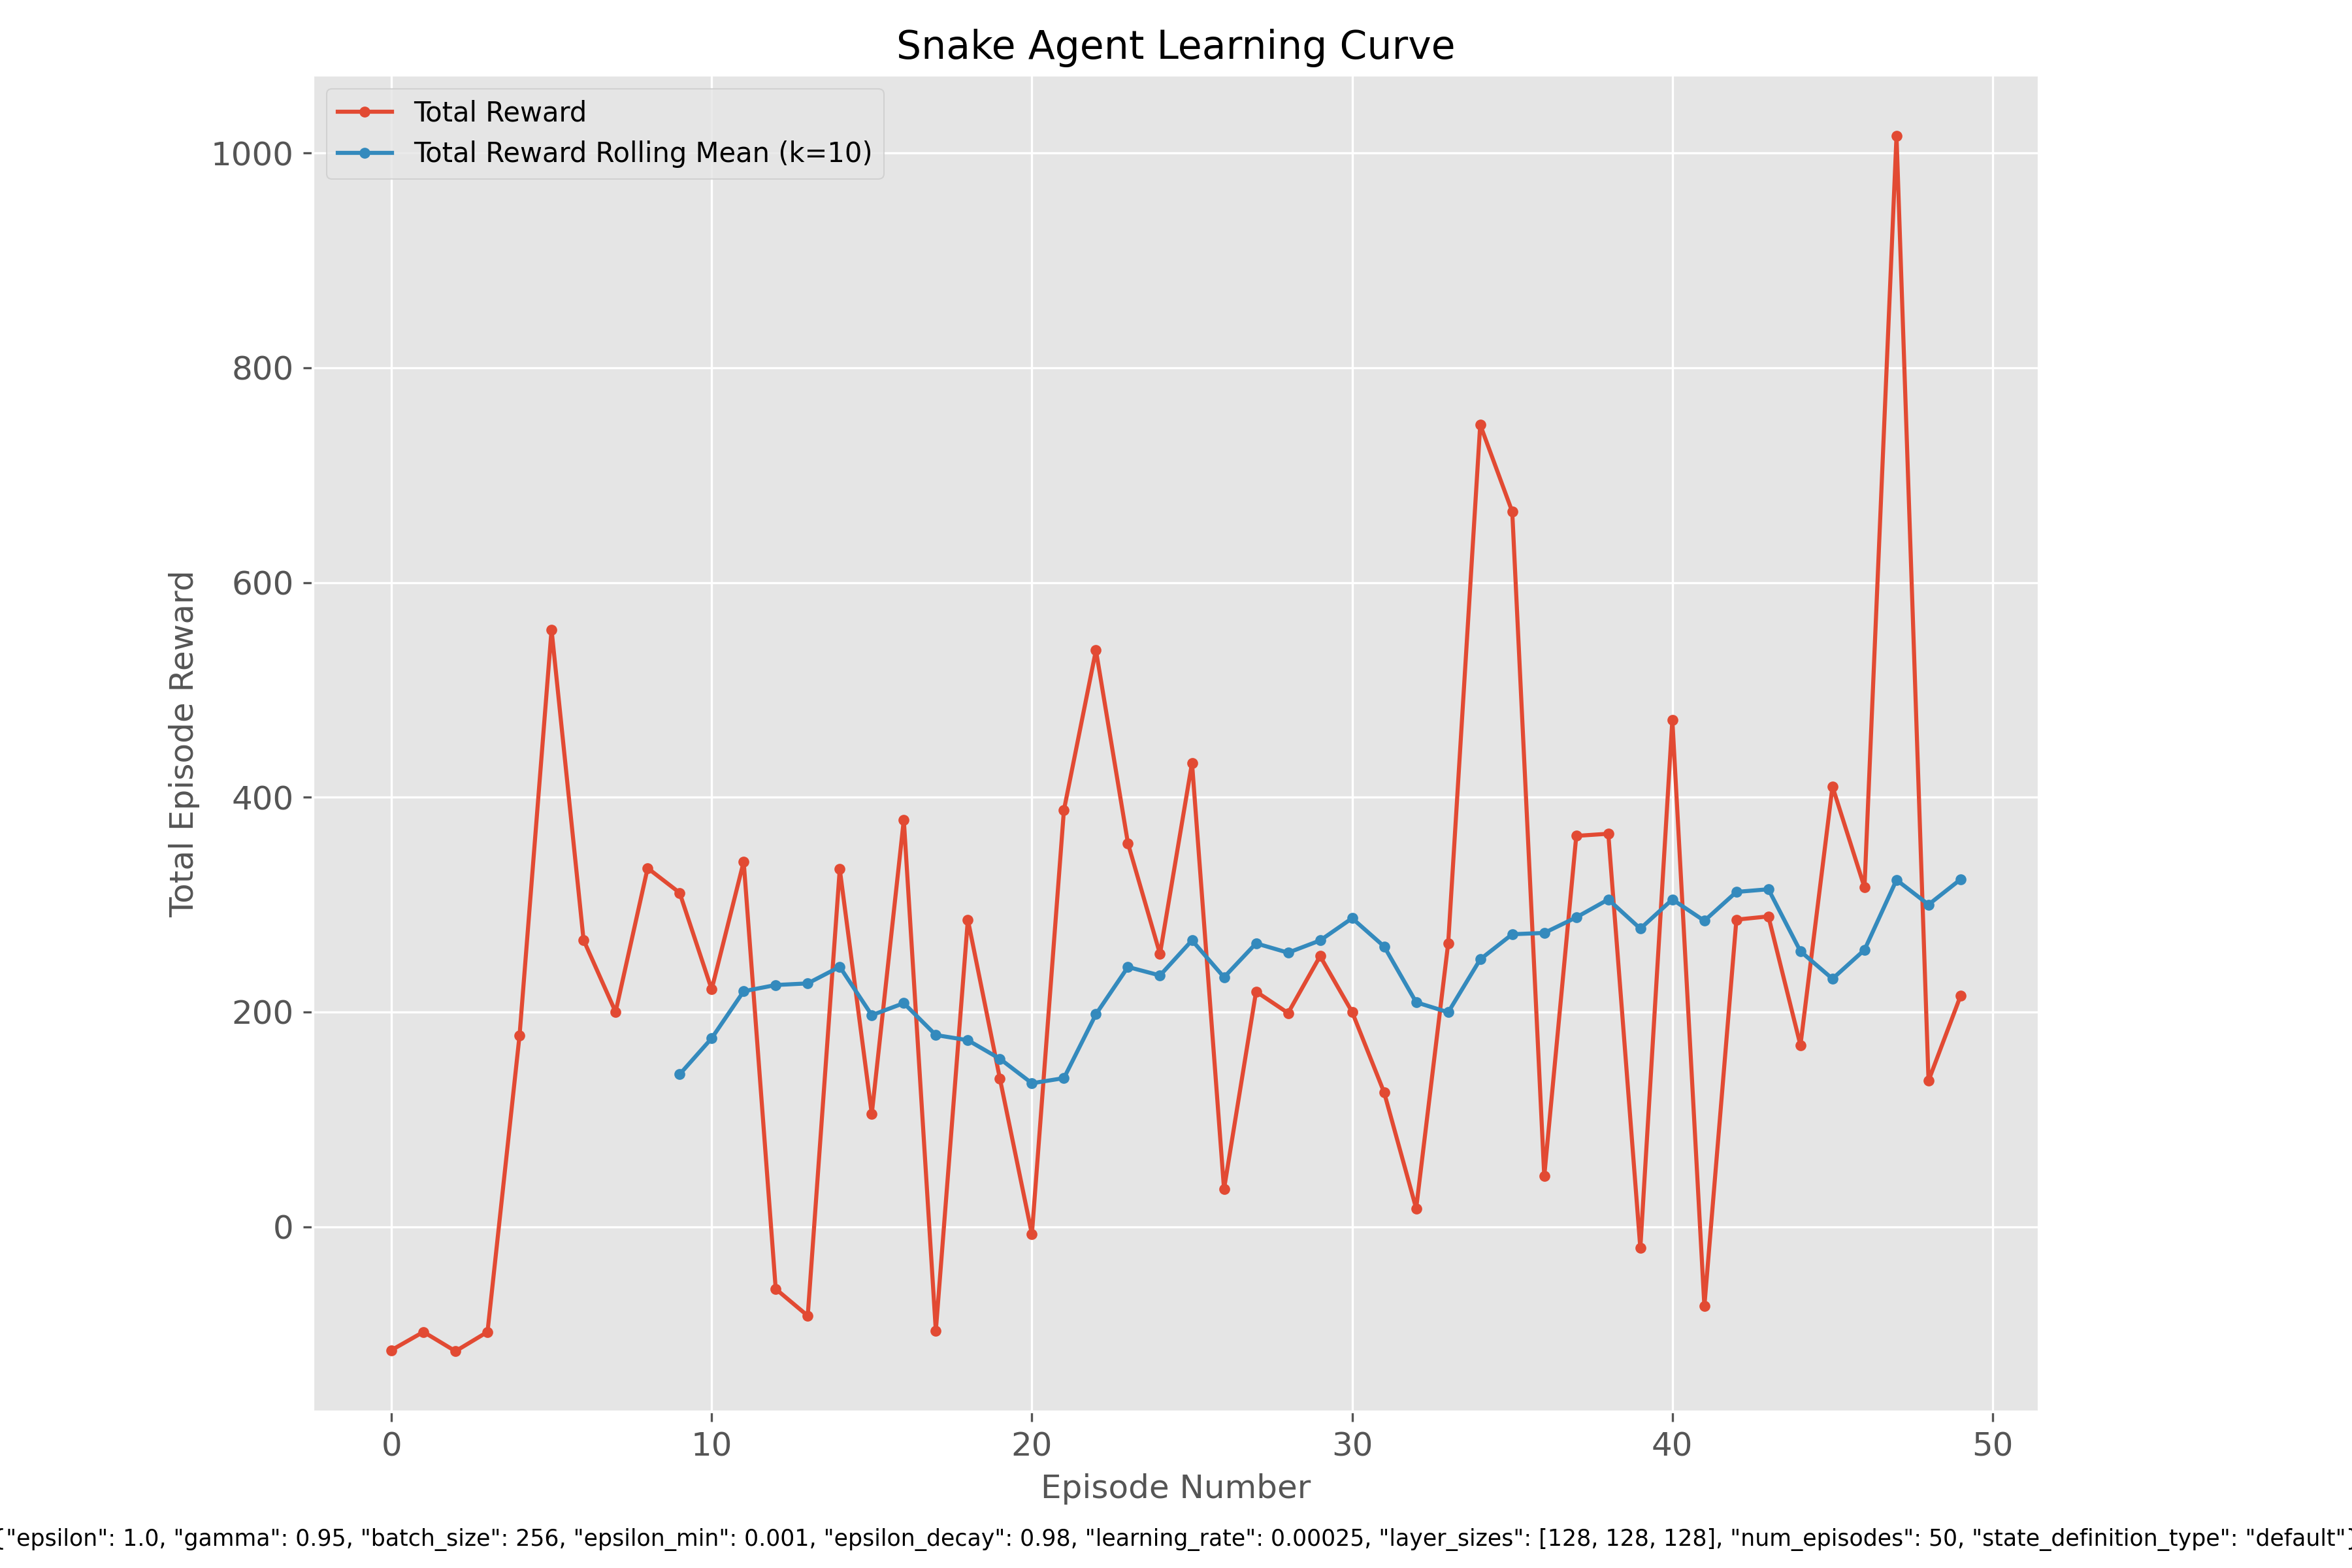 Snake Agent Learning Curve
Total Reward
Total Reward Rolling Mean (k=10)
1000
800
600
400
200
0
Total Episode Reward
0 10 20 30 40 50
Episode Number
{"epsilon": 1.0, "gamma": 0.95, "batch_size": 256, "epsilon_min": 0.001, "epsilon_decay": 0.98, "learning_rate": 0.00025, "layer_sizes": [128, 128, 128], "num_episodes": 50, "state_definition_type": "default"}